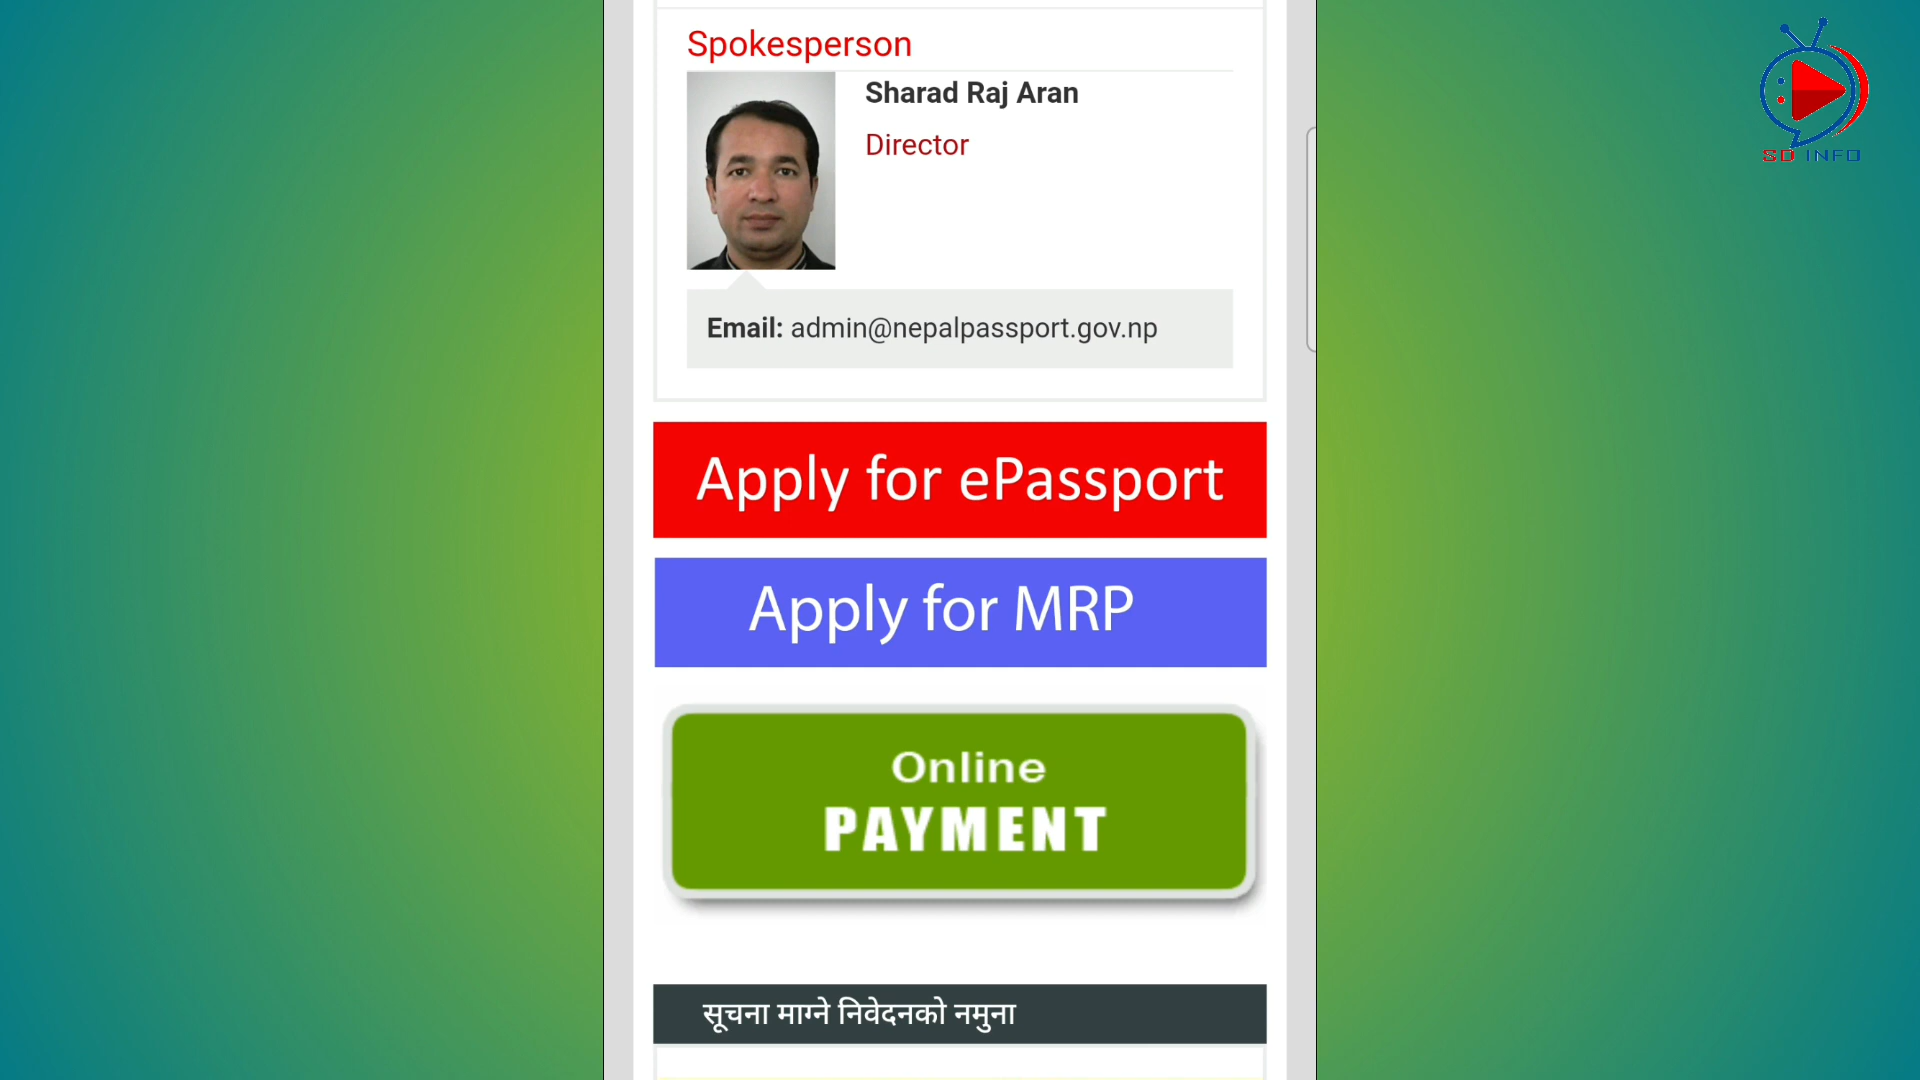 SD INFO
Spokesperson
Sharad Raj Aran
Director
Email: admin@nepalpassport.gov.np
Apply for ePassport
Apply for MRP
Online
PAYMENT
सूचना माग्ने निवेदनको नमुना